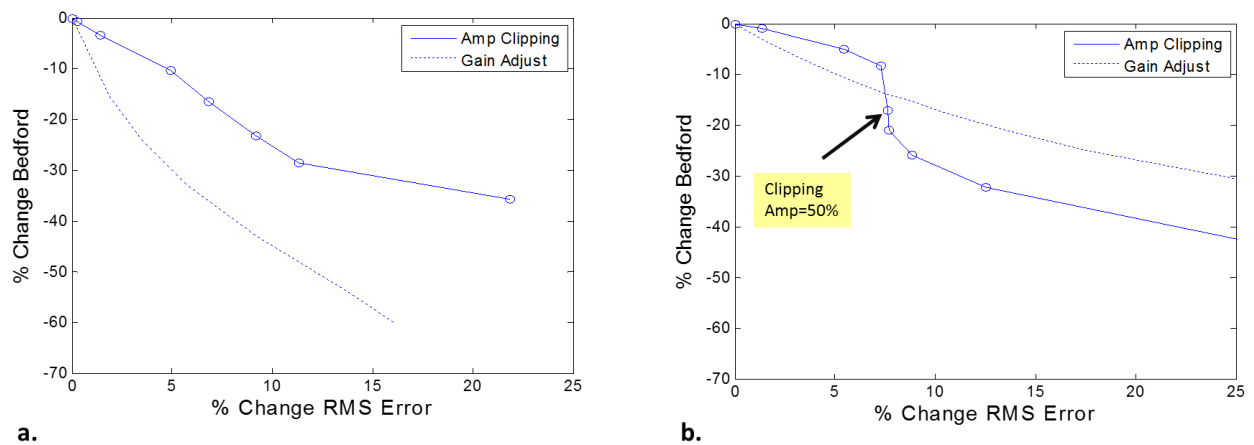 0
-10
-20
-30
-40
-50
-60
-70
% Change Bedford
Amp Clipping
Gain Adjust
0 5 10 15 20 25
% Change RMS Error
a.
0
-10
-20
-30
-40
-50
-60
-70
% Change Bedford
Amp Clipping
Gain Adjust
Clipping
Amp=50%
0 5 10 15 20 25
% Change RMS Error
b.